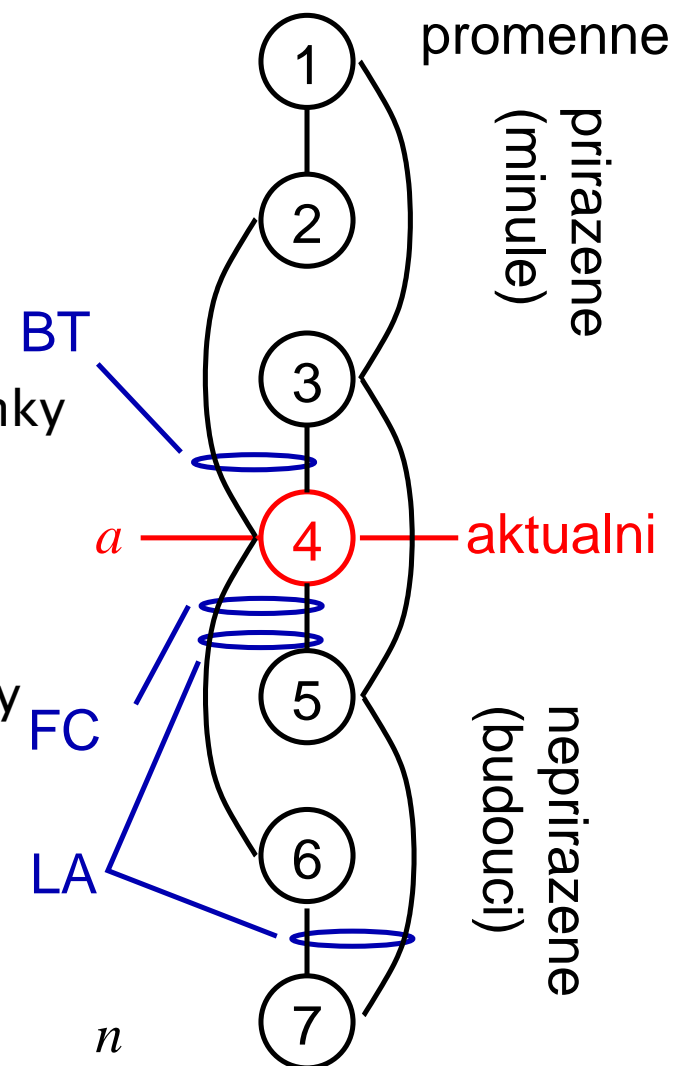 1
promenne
prirazene
(minule)
2
BT
3
nky
a
4
aktualni
y
FC
5
neprirazene
(budouci)
LA
6
n
7